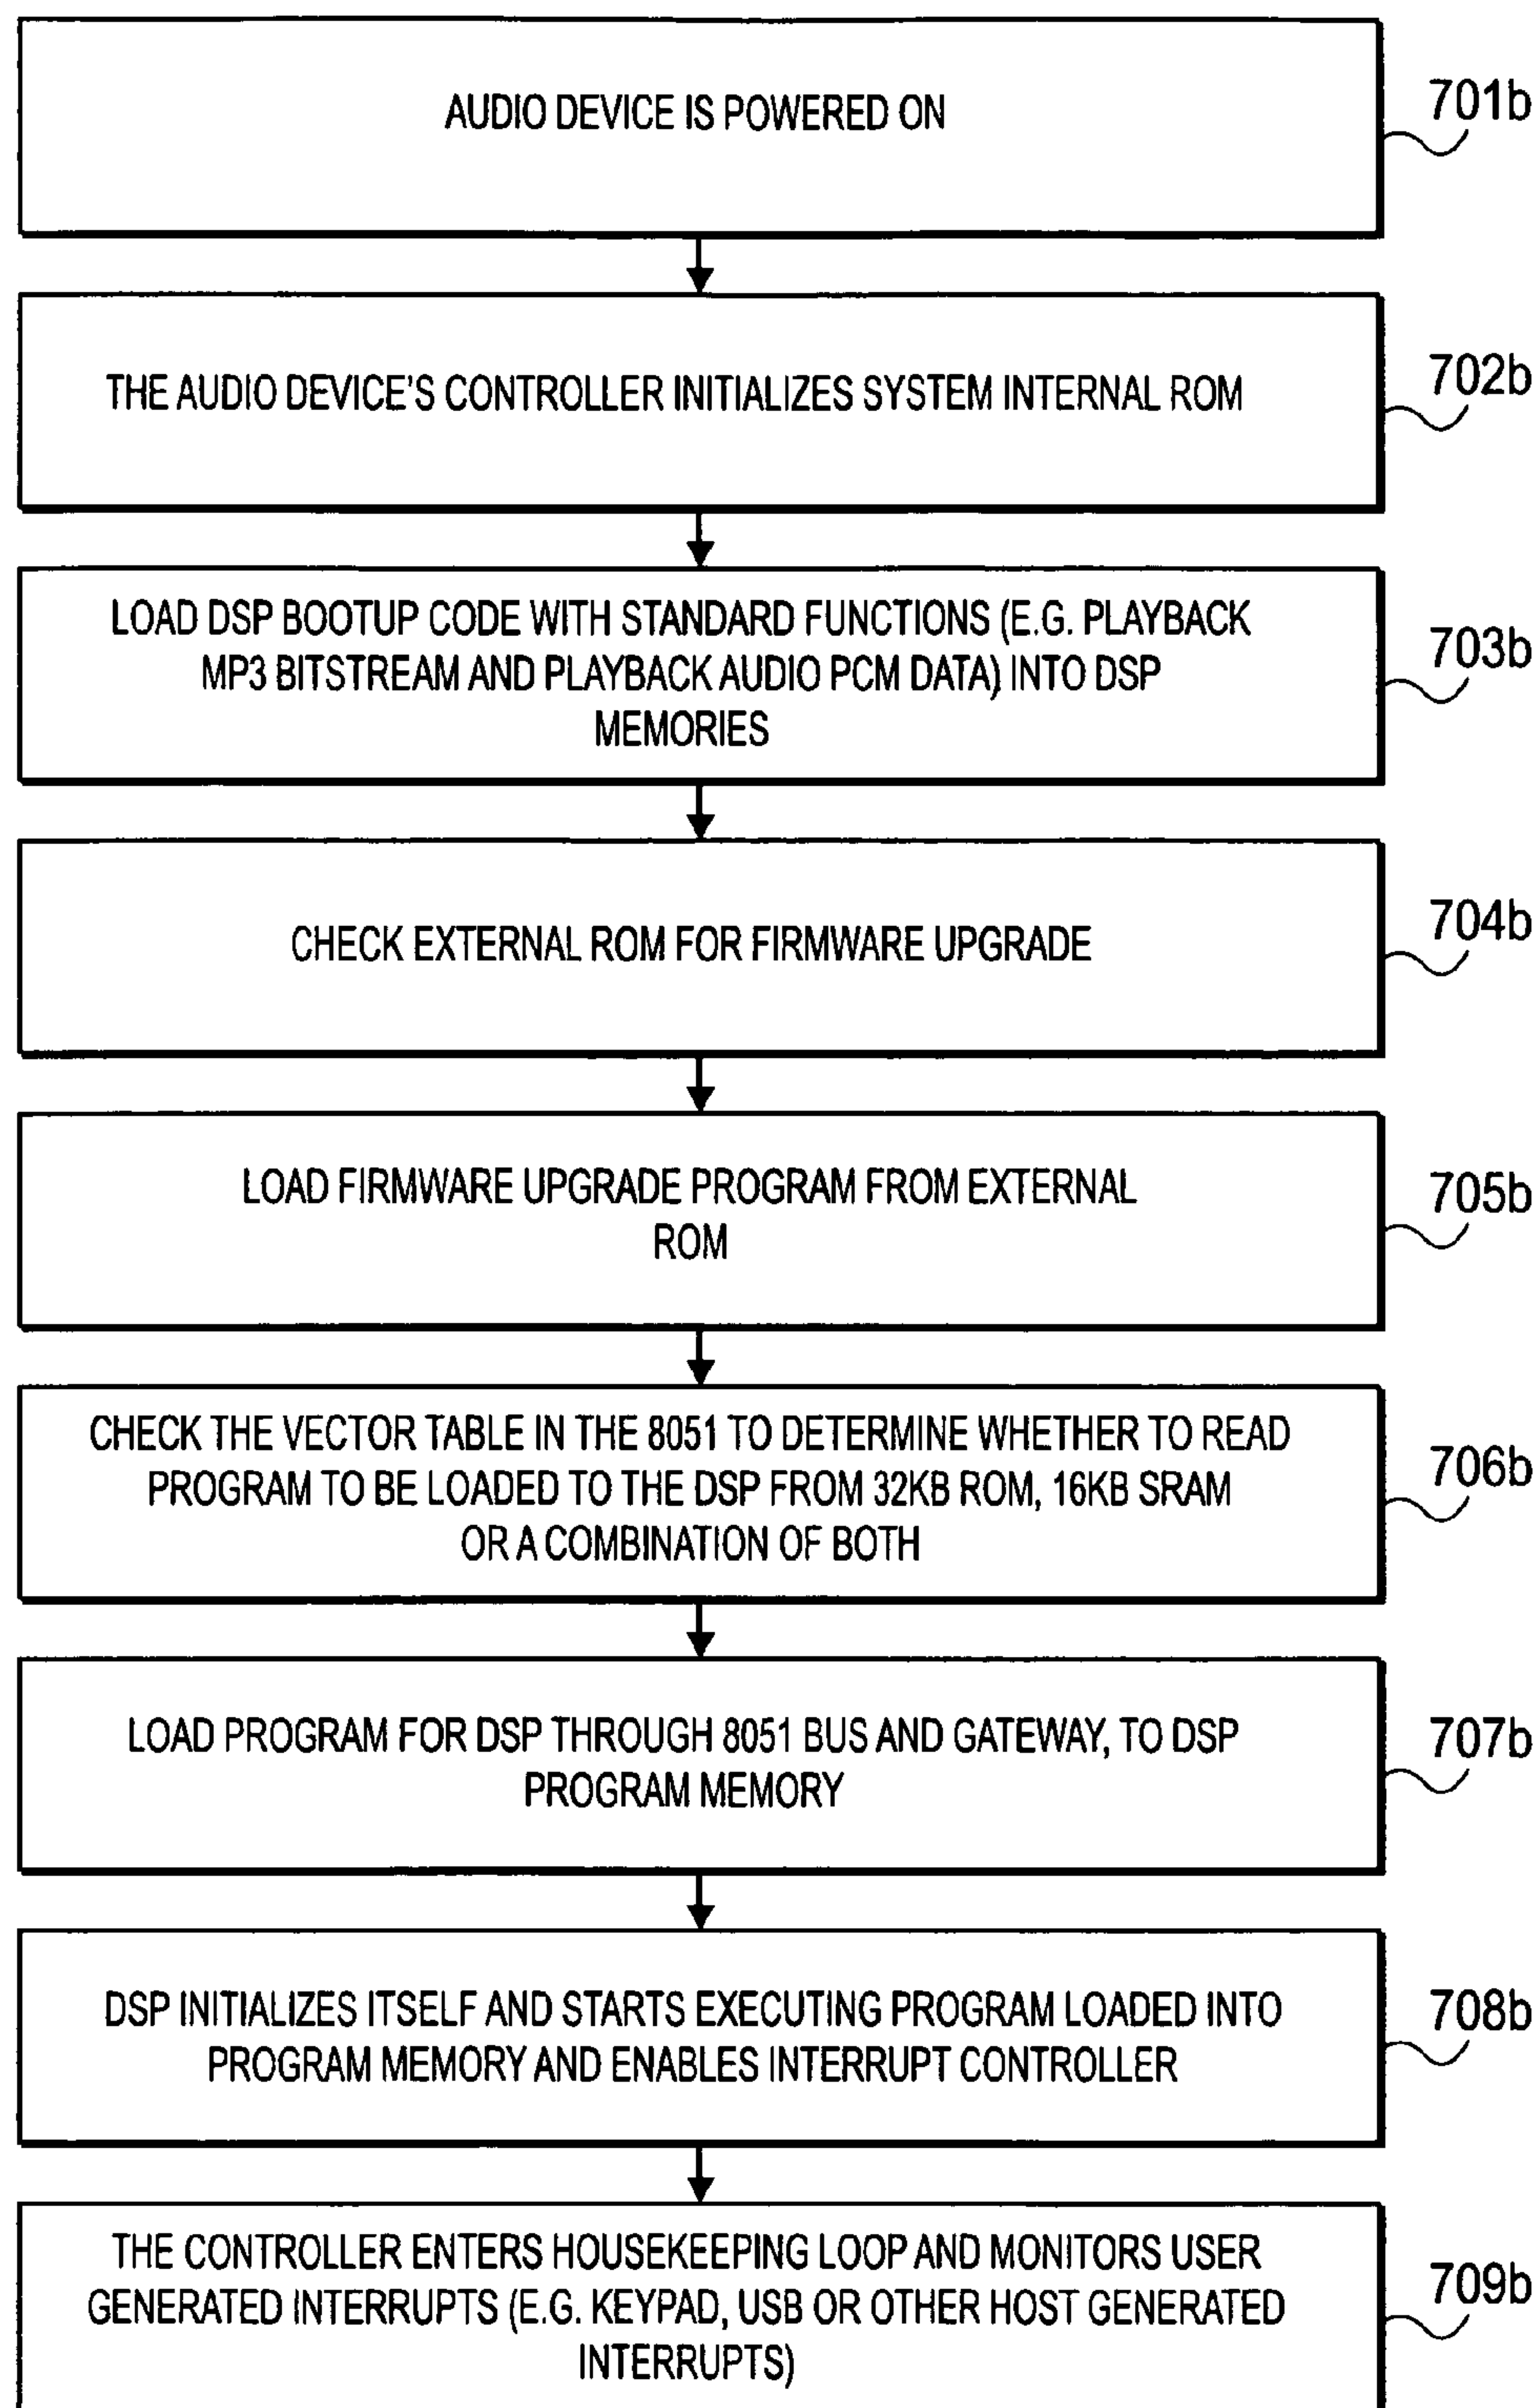 AUDIO DEVICE IS POWERED ON
701b
THE AUDIO DEVICE'S CONTROLLER INITIALIZES SYSTEM INTERNAL ROM
702b
LOAD DSP BOOTUP CODE WITH STANDARD FUNCTIONS (E.G. PLAYBACK
MP3 BITSTREAM AND PLAYBACK AUDIO PCM DATA) INTO DSP
MEMORIES
703b
CHECK EXTERNAL ROM FOR FIRMWARE UPGRADE
704b
LOAD FIRMWARE UPGRADE PROGRAM FROM EXTERNAL
ROM
705b
CHECK THE VECTOR TABLE IN THE 8051 TO DETERMINE WHETHER TO READ
PROGRAM TO BE LOADED TO THE DSP FROM 32KB ROM, 16KB SRAM
OR A COMBINATION OF BOTH
706b
LOAD PROGRAM FOR DSP THROUGH 8051 BUS AND GATEWAY, TO DSP
PROGRAM MEMORY
707b
DSP INITIALIZES ITSELF AND STARTS EXECUTING PROGRAM LOADED INTO
PROGRAM MEMORY AND ENABLES INTERRUPT CONTROLLER
708b
THE CONTROLLER ENTERS HOUSEKEEPING LOOP AND MONITORS USER
GENERATED INTERRUPTS (E.G. KEYPAD, USB OR OTHER HOST GENERATED
INTERRUPTS)
709b